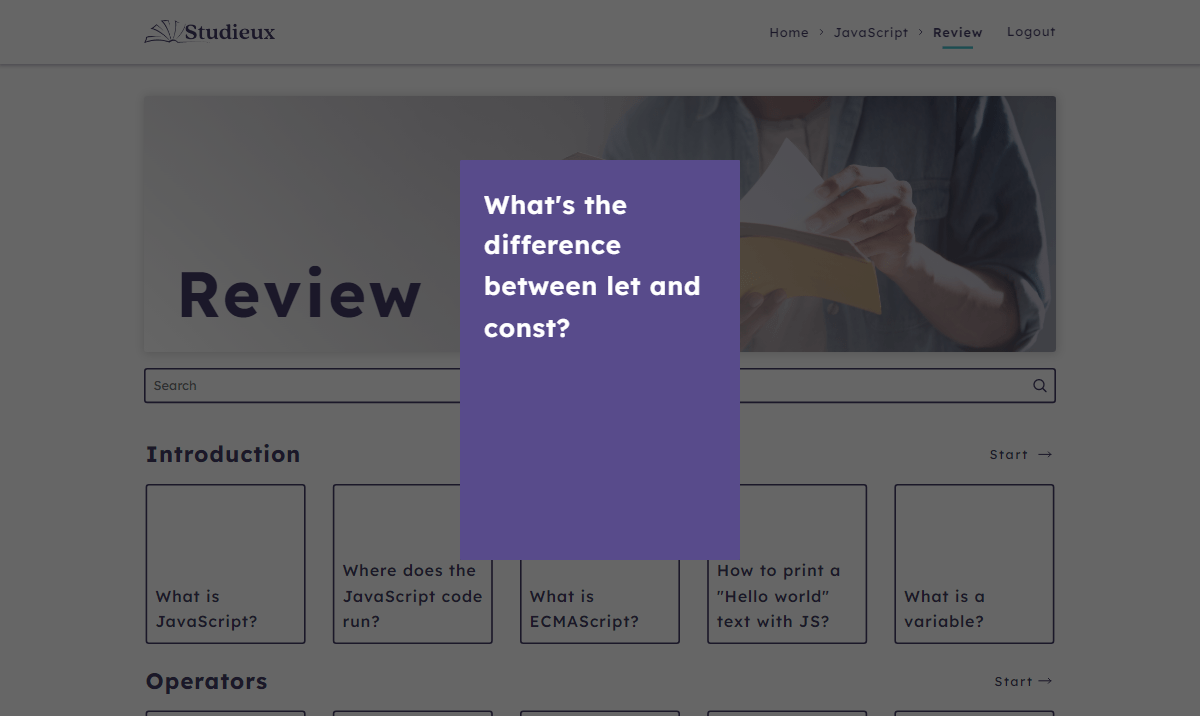 Studieux
Home › JavaScript › Review Logout
What's the
difference
between let and
const?
Review
Search
Introduction
Start →
What is
JavaScript?
Where does the
JavaScript code
run?
What is
ECMAScript?
How to print a
"Hello world"
text with JS?
What is a
variable?
Operators
Start →